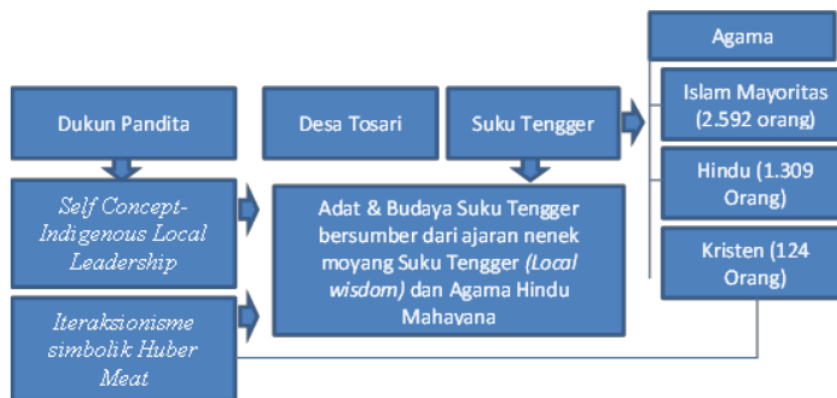 Agama
Dukun Pandita
Desa Tosari
Suku Tengger
Islam Mayoritas
(2.592 orang)
Self Concept-
Indigenous Local
Leadership
Adat & Budaya Suku Tengger
bersumber dari ajaran nenek
moyang Suku Tengger (Local
wisdom) dan Agama Hindu
Mahayana
Hindu (1.309
Orang)
Kristen (124
Orang)
Iteraksionisme
simbolik Huber
Meat